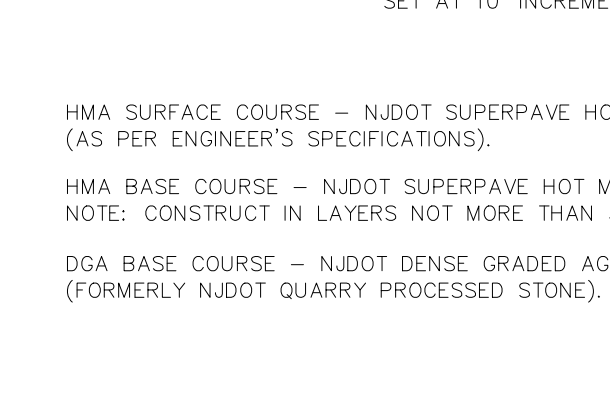 SET AT 10' INCREME
HMA SURFACE COURSE – NJDOT SUPERPAVE HO
(AS PER ENGINEER'S SPECIFICATIONS).
HMA BASE COURSE – NJDOT SUPERPAVE HOT M
NOTE: CONSTRUCT IN LAYERS NOT MORE THAN
DGA BASE COURSE – NJDOT DENSE GRADED AG
(FORMERLY NJDOT QUARRY PROCESSED STONE).